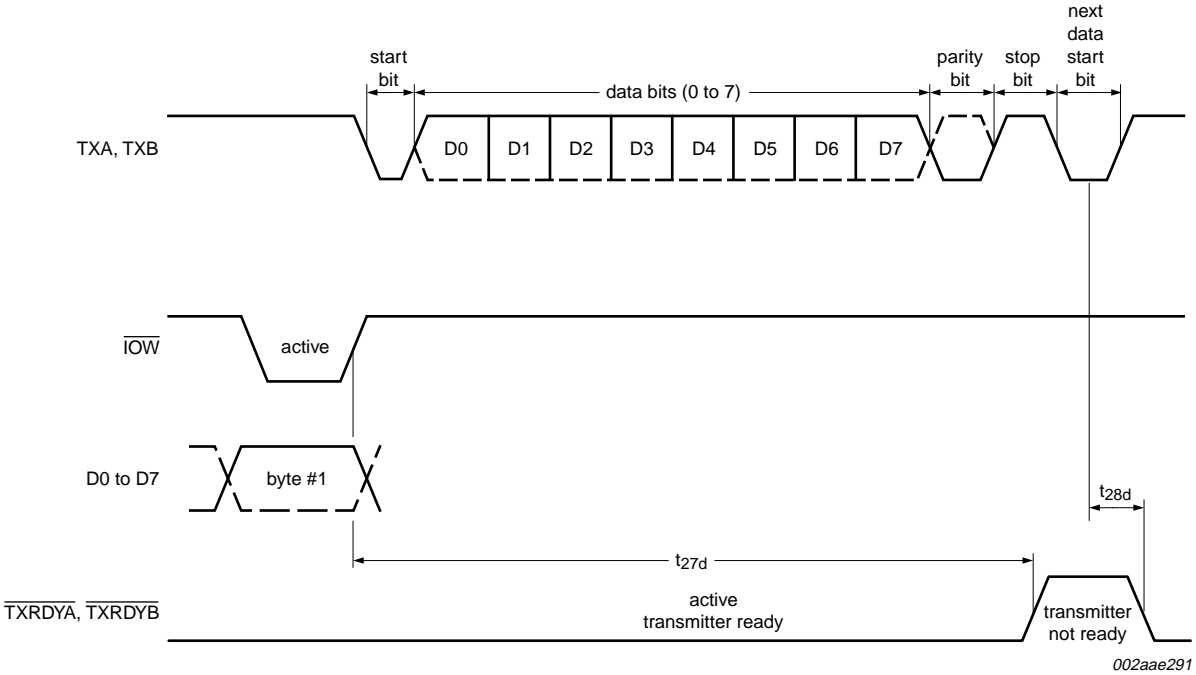 next
data
start
bit
start
bit
data bits (0 to 7)
parity
bit
stop
bit
TXA, TXB
D0 D1 D2 D3 D4 D5 D6 D7
IOW
active
D0 to D7
byte #1
t28d
t27d
TXRDYA, TXRDYB
active
transmitter ready
transmitter
not ready
002aae291